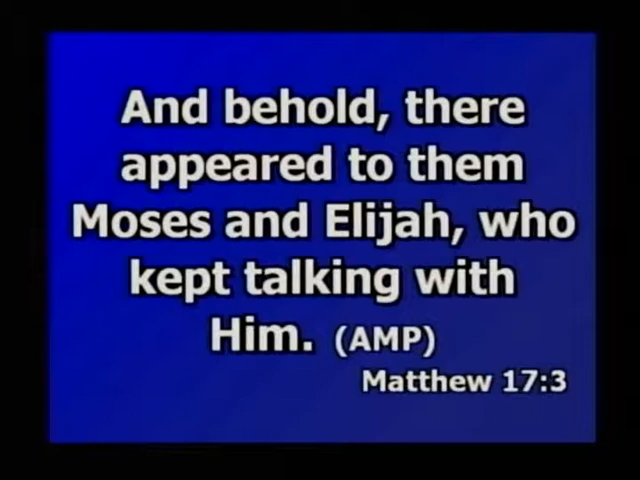 And behold, there
appeared to them
Moses and Elijah, who
kept talking with
Him. (AMP)
Matthew 17:3